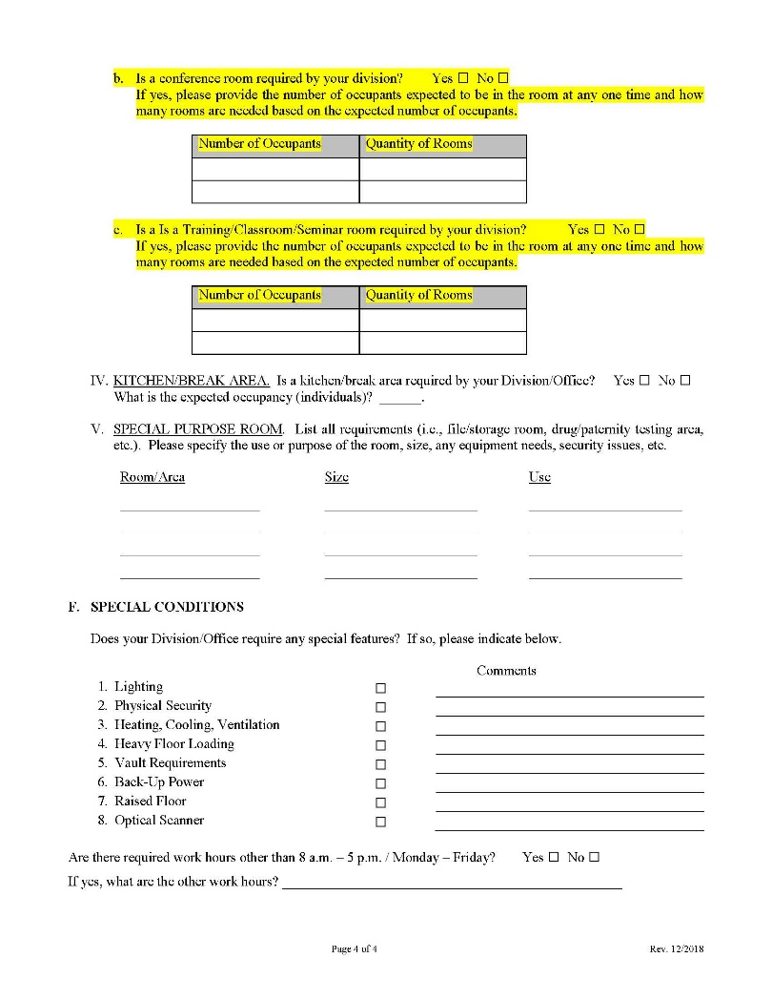 b. Is a conference room required by your division? Yes ☐ No ☐
If yes, please provide the number of occupants expected to be in the room at any one time and how
many rooms are needed based on the expected number of occupants.
Number of Occupants Quantity of Rooms
c. Is a Is a Training/Classroom/Seminar room required by your division? Yes ☐ No ☐
If yes, please provide the number of occupants expected to be in the room at any one time and how
many rooms are needed based on the expected number of occupants.
Number of Occupants Quantity of Rooms
IV. KITCHEN/BREAK AREA. Is a kitchen/break area required by your Division/Office? Yes ☐ No ☐
What is the expected occupancy (individuals)? ______.
V. SPECIAL PURPOSE ROOM. List all requirements (i.e., file/storage room, drug/paternity testing area,
etc.). Please specify the use or purpose of the room, size, any equipment needs, security issues, etc.
Room/Area Size Use
F. SPECIAL CONDITIONS
Does your Division/Office require any special features? If so, please indicate below.
Comments
1. Lighting ☐
2. Physical Security ☐
3. Heating, Cooling, Ventilation ☐
4. Heavy Floor Loading ☐
5. Vault Requirements ☐
6. Back-Up Power ☐
7. Raised Floor ☐
8. Optical Scanner ☐
Are there required work hours other than 8 a.m. – 5 p.m. / Monday – Friday? Yes ☐ No ☐
If yes, what are the other work hours? ______
Page 4 of 4 Rev. 12/2018